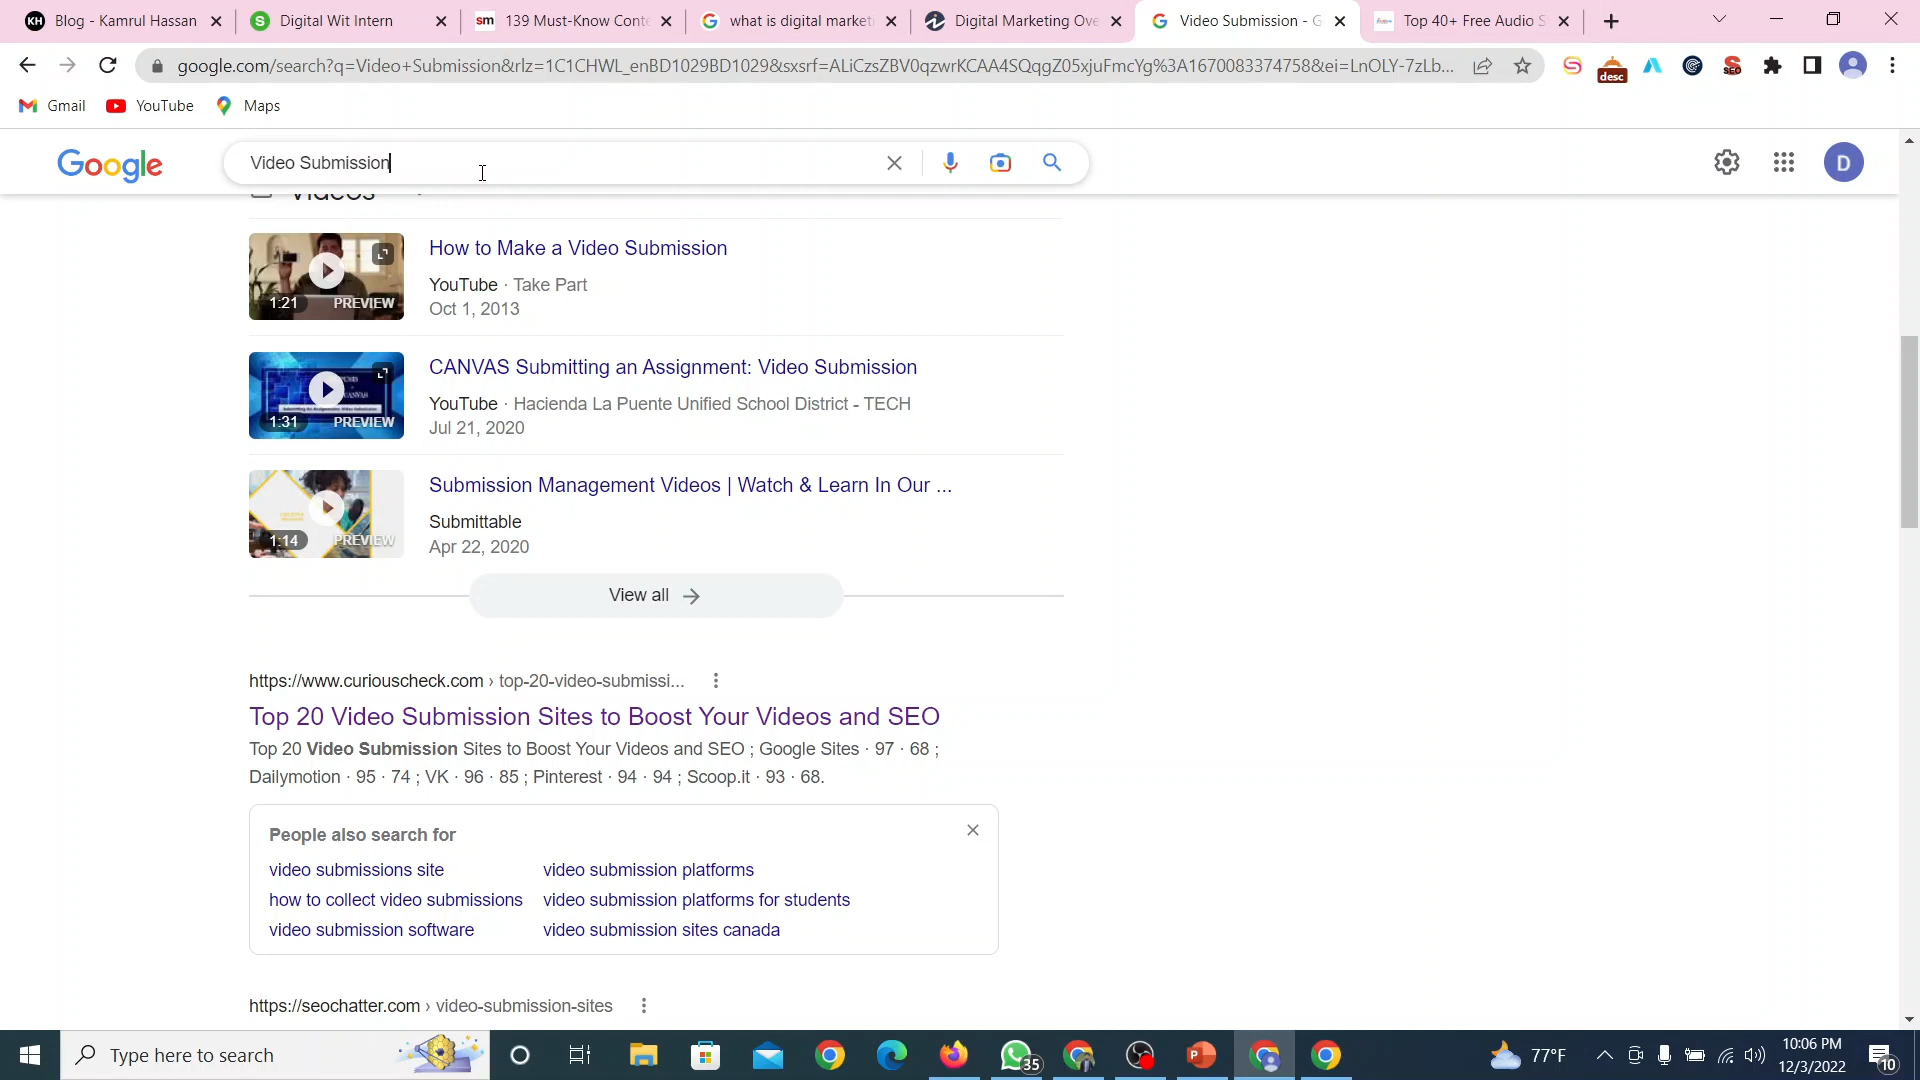 Blog - Kamrul Hassan
Digital Wit Intern
139 Must-Know Conte
what is digital marketi
Digital Marketing Ove
Video Submission - G
Top 40+ Free Audio S
google.com/search?q=Video+Submission&rlz=1C1CHWL_enBD1029BD1029&sxsrf=ALiCzsZBV0qzwrKCAA4SQqgZ05xjuFmcYg%3A1670083374758&ei=LnOLY-7zLb...
desc
SEO
Gmail
YouTube
Maps
Google
Video Submission
D
Videos
How to Make a Video Submission
YouTube · Take Part
Oct 1, 2013
1:21
PREVIEW
CANVAS Submitting an Assignment: Video Submission
YouTube · Hacienda La Puente Unified School District - TECH
Jul 21, 2020
1:31
PREVIEW
Submission Management Videos | Watch & Learn In Our ...
Submittable
Apr 22, 2020
1:14
PREVIEW
View all
https://www.curiouscheck.com › top-20-video-submissi...
Top 20 Video Submission Sites to Boost Your Videos and SEO
Top 20 Video Submission Sites to Boost Your Videos and SEO ; Google Sites · 97 · 68 ;
Dailymotion · 95 · 74 ; VK · 96 · 85 ; Pinterest · 94 · 94 ; Scoop.it · 93 · 68.
People also search for
video submissions site
video submission platforms
how to collect video submissions
video submission platforms for students
video submission software
video submission sites canada
https://seochatter.com › video-submission-sites
Type here to search
35
77°F
10:06 PM
12/3/2022
10